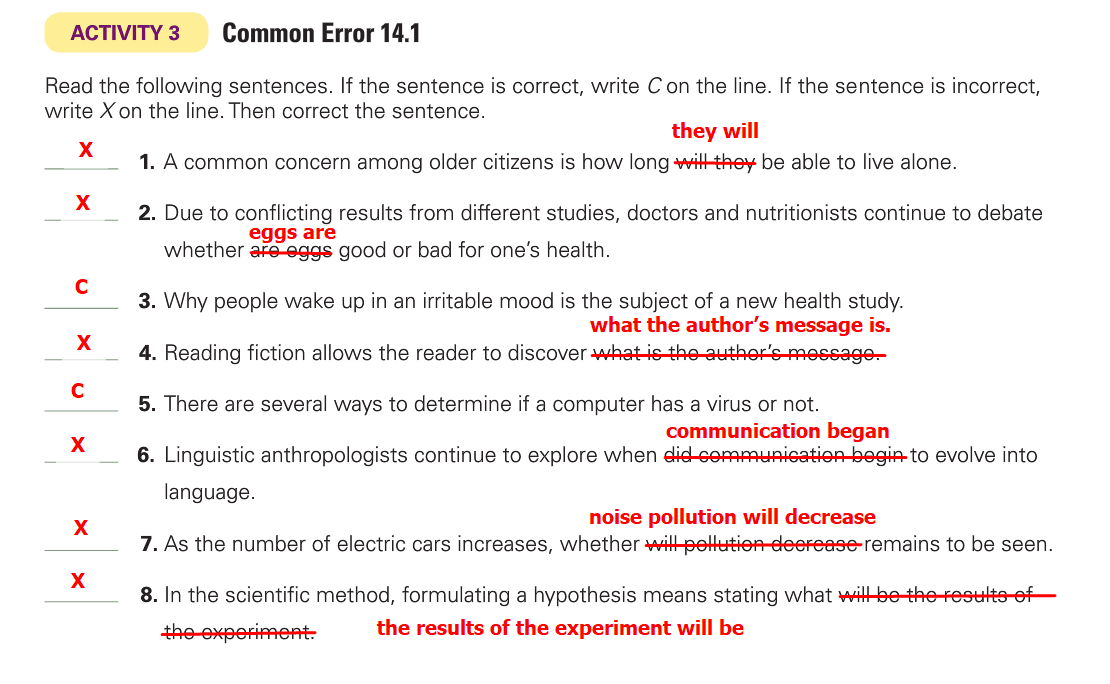 ACTIVITY 3 Common Error 14.1
Read the following sentences. If the sentence is correct, write C on the line. If the sentence is incorrect,
write X on the line. Then correct the sentence.
they will
X 1. A common concern among older citizens is how long will they be able to live alone.
X 2. Due to conflicting results from different studies, doctors and nutritionists continue to debate
eggs are
whether are eggs good or bad for one's health.
C 3. Why people wake up in an irritable mood is the subject of a new health study.
what the author's message is.
X 4. Reading fiction allows the reader to discover what is the author's message.
C 5. There are several ways to determine if a computer has a virus or not.
communication began
X 6. Linguistic anthropologists continue to explore when did communication begin to evolve into
language.
noise pollution will decrease
X 7. As the number of electric cars increases, whether will pollution decrease remains to be seen.
X 8. In the scientific method, formulating a hypothesis means stating what will be the results of
the experiment. the results of the experiment will be